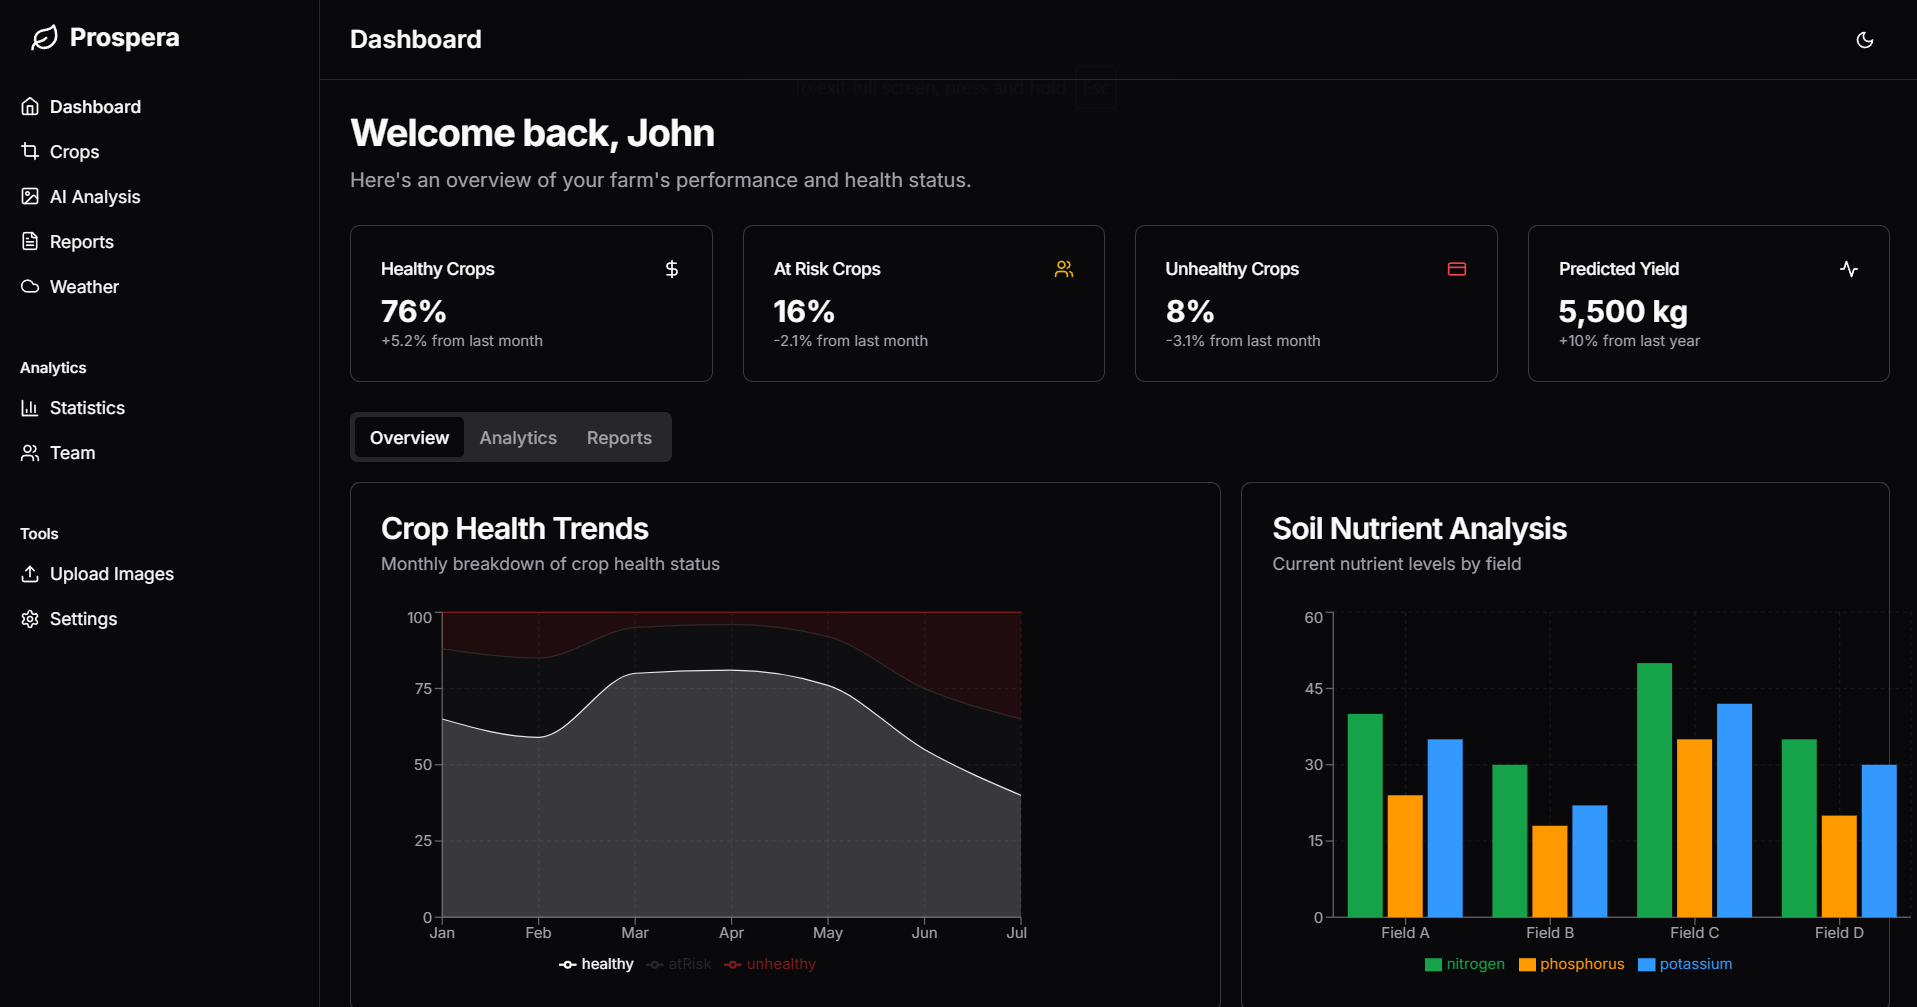 Prospera
Dashboard
Crops
AI Analysis
Reports
Weather
Analytics
Statistics
Team
Tools
Upload Images
Settings
Dashboard
To exit full screen, press and hold Esc
Welcome back, John
Here's an overview of your farm's performance and health status.
Healthy Crops
76%
+5.2% from last month
At Risk Crops
16%
-2.1% from last month
Unhealthy Crops
8%
-3.1% from last month
Predicted Yield
5,500 kg
+10% from last year
Overview Analytics Reports
Crop Health Trends
Monthly breakdown of crop health status
100
75
50
25
0
Jan Feb Mar Apr May Jun Jul
healthy atRisk unhealthy
Soil Nutrient Analysis
Current nutrient levels by field
60
45
30
15
0
Field A Field B Field C Field D
nitrogen phosphorus potassium